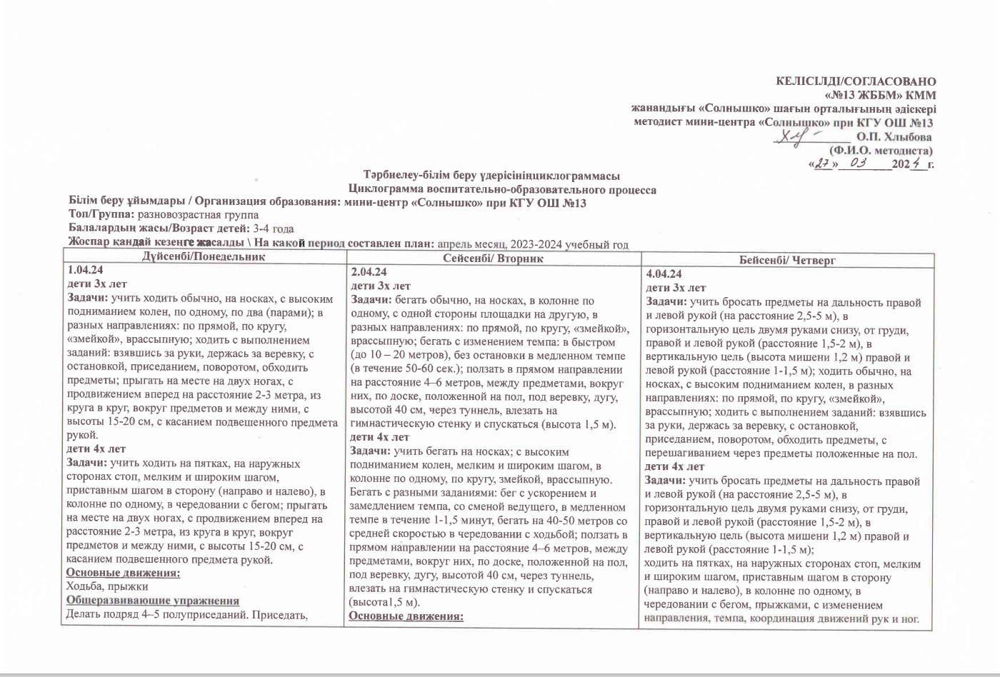 КЕЛІСІЛДІ/СОГЛАСОВАНО
«№13 ЖББМ» КММ
жанандығы «Солнышко» шағын орталығының әдіскері
методист мини-центра «Солнышко» при КГУ ОШ №13
О.П. Хлыбова
(Ф.И.О. методиста)
«27» 03 2024 г.
Тәрбиелеу-білім беру үдерісініңциклограммасы
Циклограмма воспитательно-образовательного процесса
Білім беру ұйымдары / Организация образования: мини-центр «Солнышко» при КГУ ОШ №13
Топ/Группа: разновозрастная группа
Балалардың жасы/Возраст детей: 3-4 года
Жоспар қандай кезеңге жасалды \ На какой период составлен план: апрель месяц, 2023-2024 учебный год
Дүйсенбі/Понедельник
1.04.24
дети 3х лет
Задачи: учить ходить обычно, на носках, с высоким
подниманием колен, по одному, по два (парами); в
разных направлениях: по прямой, по кругу,
«змейкой», врассыпную; ходить с выполнением
заданий: взявшись за руки, держась за веревку, с
остановкой, приседанием, поворотом, обходить
предметы; прыгать на месте на двух ногах, с
продвижением вперед на расстояние 2-3 метра, из
круга в круг, вокруг предметов и между ними, с
высоты 15-20 см, с касанием подвешенного предмета
рукой.
дети 4х лет
Задачи: учить ходить на пятках, на наружных
сторонах стоп, мелким и широким шагом,
приставным шагом в сторону (направо и налево), в
колонне по одному, в чередовании с бегом; прыгать
на месте на двух ногах, с продвижением вперед на
расстояние 2-3 метра, из круга в круг, вокруг
предметов и между ними, с высоты 15-20 см, с
касанием подвешенного предмета рукой.
Основные движения:
Ходьба, прыжки
Общеразвивающие упражнения
Делать подряд 4–5 полуприседаний. Приседать,
Сейсенбі/ Вторник
2.04.24
дети 3х лет
Задачи: бегать обычно, на носках, в колонне по
одному, с одной стороны площадки на другую, в
разных направлениях: по прямой, по кругу, «змейкой»,
врассыпную; бегать с изменением темпа: в быстром
(до 10 – 20 метров), без остановки в медленном темпе
(в течение 50-60 сек.); ползать в прямом направлении
на расстояние 4–6 метров, между предметами, вокруг
них, по доске, положенной на пол, под веревку, дугу,
высотой 40 см, через туннель, влезать на
гимнастическую стенку и спускаться (высота 1,5 м).
дети 4х лет
Задачи: учить бегать на носках; с высоким
подниманием колен, мелким и широким шагом, в
колонне по одному, по кругу, змейкой, врассыпную.
Бегать с разными заданиями: бег с ускорением и
замедлением темпа, со сменой ведущего, в медленном
темпе в течение 1-1,5 минут, бегать на 40-50 метров со
средней скоростью в чередовании с ходьбой; ползать в
прямом направлении на расстояние 4–6 метров, между
предметами, вокруг них, по доске, положенной на пол,
под веревку, дугу, высотой 40 см, через туннель,
влезать на гимнастическую стенку и спускаться
(высота1,5 м).
Основные движения:
Бейсенбі/ Четверг
4.04.24
дети 3х лет
Задачи: учить бросать предметы на дальность правой
и левой рукой (на расстояние 2,5-5 м), в
горизонтальную цель двумя руками снизу, от груди,
правой и левой рукой (расстояние 1,5-2 м), в
вертикальную цель (высота мишени 1,2 м) правой и
левой рукой (расстояние 1-1,5 м); ходить обычно, на
носках, с высоким подниманием колен, в разных
направлениях: по прямой, по кругу, «змейкой»,
врассыпную; ходить с выполнением заданий: взявшись
за руки, держась за веревку, с остановкой,
приседанием, поворотом, обходить предметы, с
перешагиванием через предметы положенные на пол.
дети 4х лет
Задачи: учить бросать предметы на дальность правой
и левой рукой (на расстояние 2,5-5 м), в
горизонтальную цель двумя руками снизу, от груди,
правой и левой рукой (расстояние 1,5-2 м), в
вертикальную цель (высота мишени 1,2 м) правой и
левой рукой (расстояние 1-1,5 м);
ходить на пятках, на наружных сторонах стоп, мелким
и широким шагом, приставным шагом в сторону
(направо и налево), в колонне по одному, в
чередовании с бегом, прыжками, с изменением
направления, темпа, координация движений рук и ног.